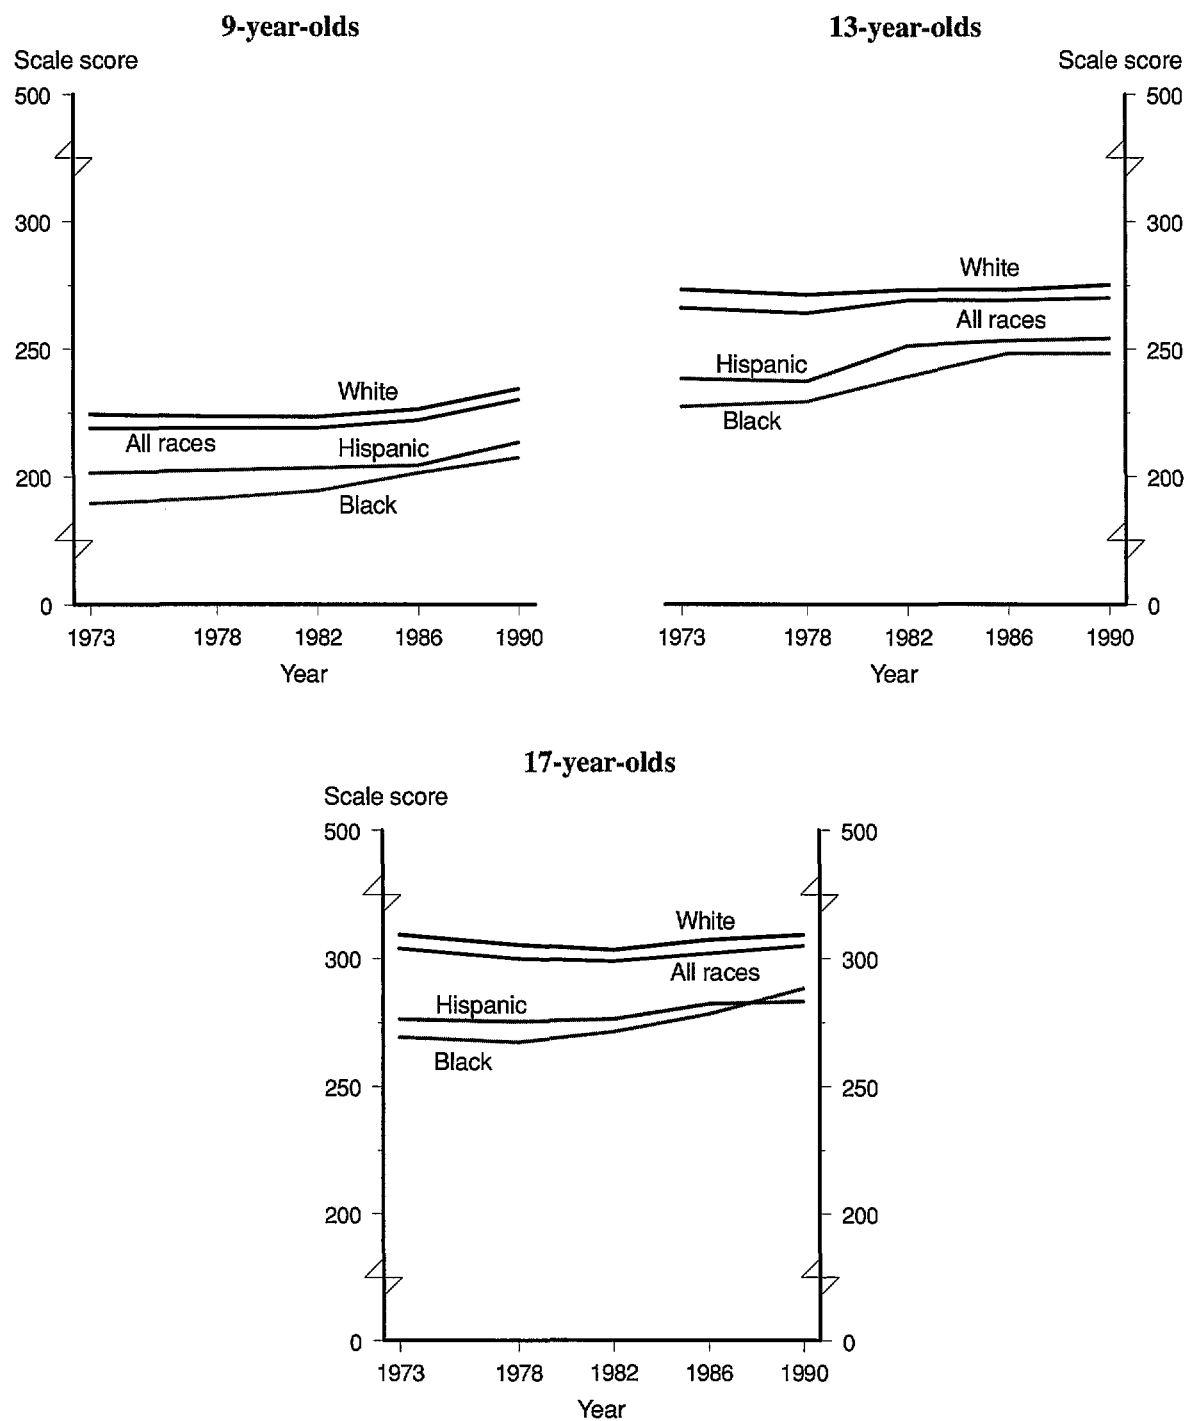 9-year-olds
Scale score
500
300
250
200
0
White
All races
Hispanic
Black
1973 1978 1982 1986 1990
Year
13-year-olds
Scale score
500
300
250
200
0
White
All races
Hispanic
Black
1973 1978 1982 1986 1990
Year
17-year-olds
Scale score
500 500
300 300
250 250
200 200
0 0
White
All races
Hispanic
Black
1973 1978 1982 1986 1990
Year